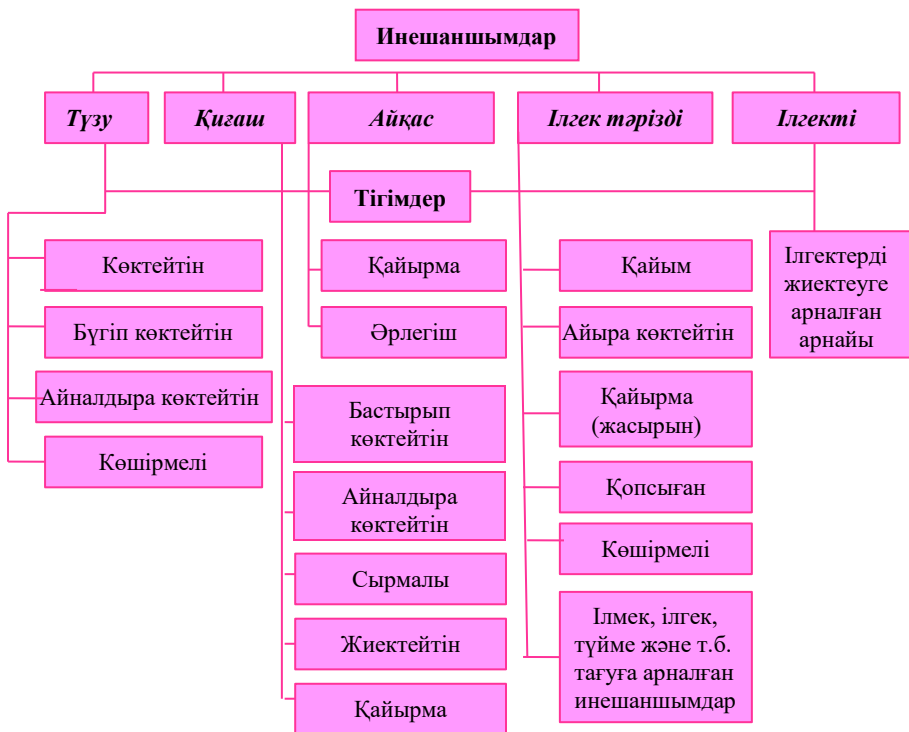 Инешаншымдар
Түзу
Қиғаш
Айқас
Ілгек тәрізді
Ілгекті
Тігімдер
Көктейтін
Бүгіп көктейтін
Айналдыра көктейтін
Көшірмелі
Бастырып
көктейтін
Айналдыра
көктейтін
Сырмалы
Жиектейтін
Қайырма
Қайырма
Әрлегіш
Қайым
Айыра көктейтін
Қайырма
(жасырын)
Қопсыған
Көшірмелі
Ілмек, ілгек,
түйме және т.б.
тағуға арналған
инешаншымдар
Ілгектерді
жиектеуге
арналған
арнайы